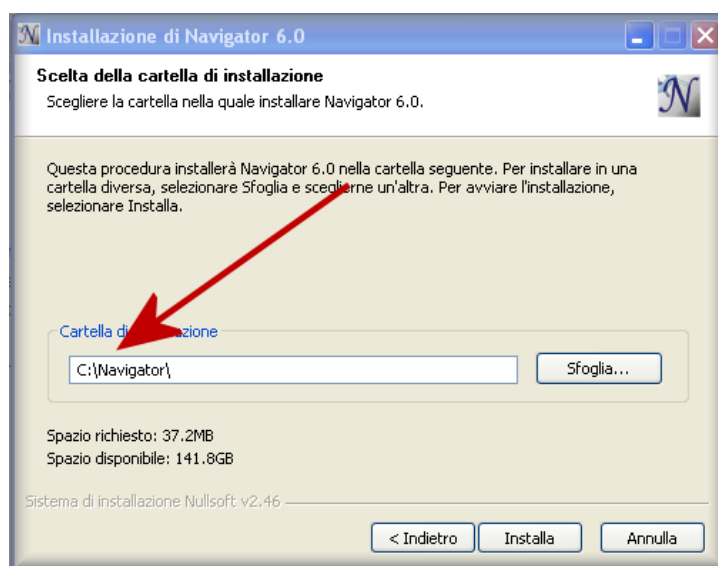 Installazione di Navigator 6.0
Scelta della cartella di installazione
Scegliere la cartella nella quale installare Navigator 6.0.
N
Questa procedura installerà Navigator 6.0 nella cartella seguente. Per installare in una
cartella diversa, selezionare Sfoglia e sceglierne un'altra. Per avviare l'installazione,
selezionare Installa.
Cartella di azione
C:\Navigator\
Sfoglia...
Spazio richiesto: 37.2MB
Spazio disponibile: 141.8GB
Sistema di installazione Nullsoft v2.46
< Indietro
Installa
Annulla